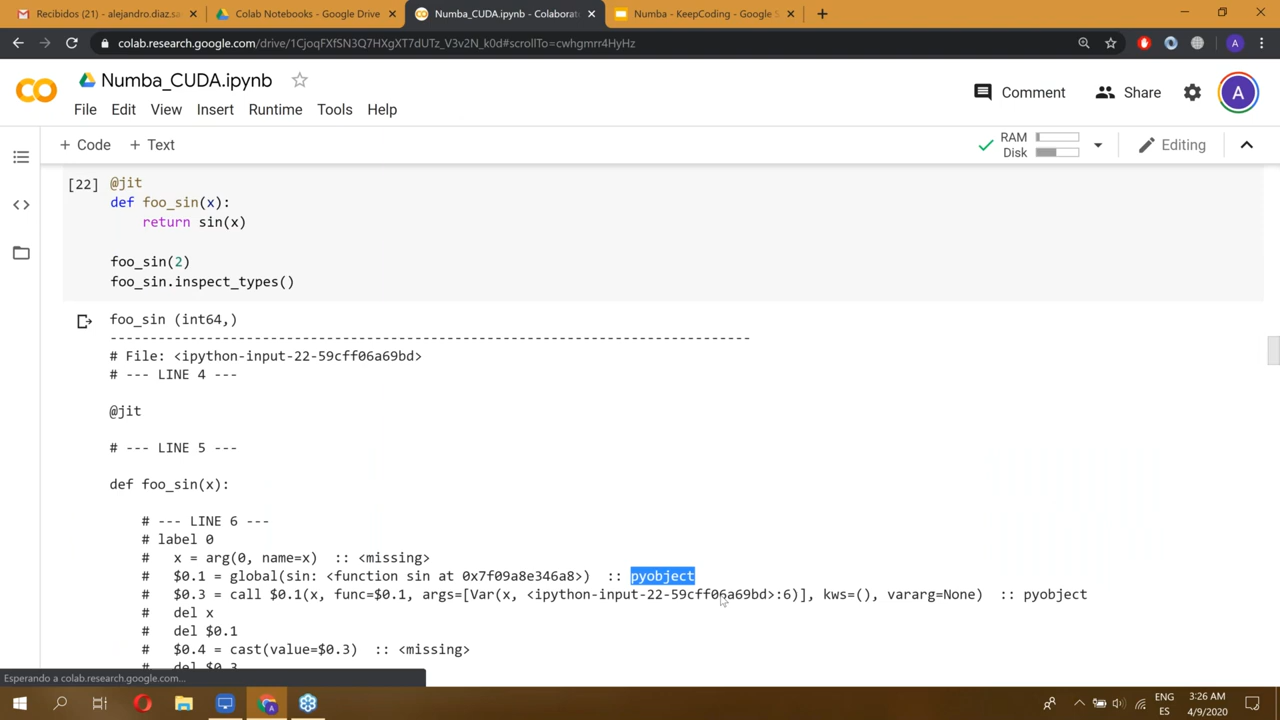 Recibidos (21) - alejandro.diaz.sa
Colab Notebooks - Google Drive
Numba_CUDA.ipynb - Colaborat
Numba - KeepCoding - Google S
colab.research.google.com/drive/1CjoqFXfSN3Q7HXgXT7dUTz_V3v2N_k0d#scrollTo=cwhgmrr4HyHz
A
Numba_CUDA.ipynb
Comment
Share
A
File Edit View Insert Runtime Tools Help
+ Code + Text
RAM
Disk
Editing
[22] @jit
def foo_sin(x):
return sin(x)
foo_sin(2)
foo_sin.inspect_types()
foo_sin (int64,)
--------------------------------------------------------------------------------
# File: <ipython-input-22-59cff06a69bd>
# --- LINE 4 ---
@jit
# --- LINE 5 ---
def foo_sin(x):
# --- LINE 6 ---
# label 0
# x = arg(0, name=x) :: <missing>
# $0.1 = global(sin: <function sin at 0x7f09a8e346a8>) :: pyobject
# $0.3 = call $0.1(x, func=$0.1, args=[Var(x, <ipython-input-22-59cff06a69bd>:6)], kws=(), vararg=None) :: pyobject
# del x
# del $0.1
# $0.4 = cast(value=$0.3) :: <missing>
# del $0.3
Esperando a colab.research.google.com...
ENG
ES
3:26 AM
4/9/2020